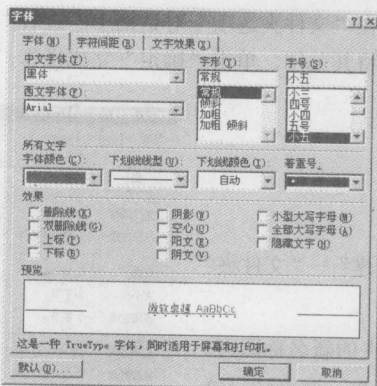 字体
字体(N) 字符间距(R) 文字效果(X)
中文字体(T): 字形(Y): 字号(S):
黑体 常规 小五
西文字体(F): 常规 小三
Arial 倾斜 四号
加粗 小四
加粗 倾斜 五号
小五
所有文字
字体颜色(C): 下划线线型(U): 下划线颜色(I): 着重号:
自动
效果
删除线(K) 阴影(W) 小型大写字母(M)
双删除线(G) 空心(O) 全部大写字母(A)
上标(P) 阳文(E) 隐藏文字(H)
下标(B) 阴文(V)
预览
微软卓越 AaBbCc
这是一种 TrueType 字体，同时适用于屏幕和打印机。
默认(D)... 确定 取消